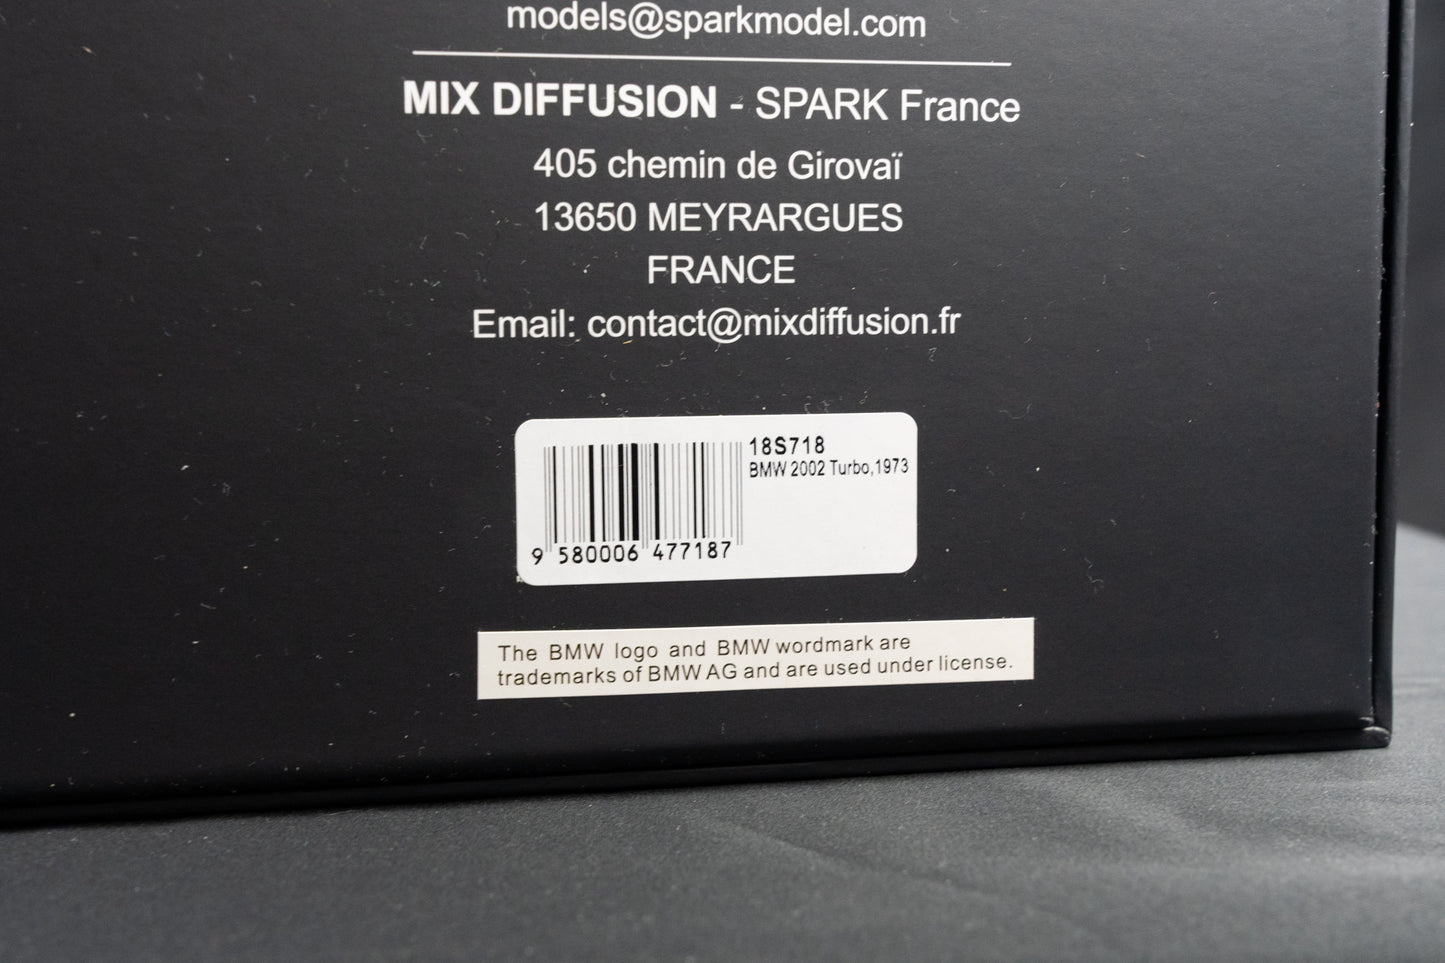 models@sparkmodel.com
MIX DIFFUSION - SPARK France
405 chemin de Girovaï
13650 MEYRARGUES
FRANCE
Email: contact@mixdiffusion.fr
18S718
BMW 2002 Turbo,1973
9 580006 477187
The BMW logo and BMW wordmark are
trademarks of BMW AG and are used under license.